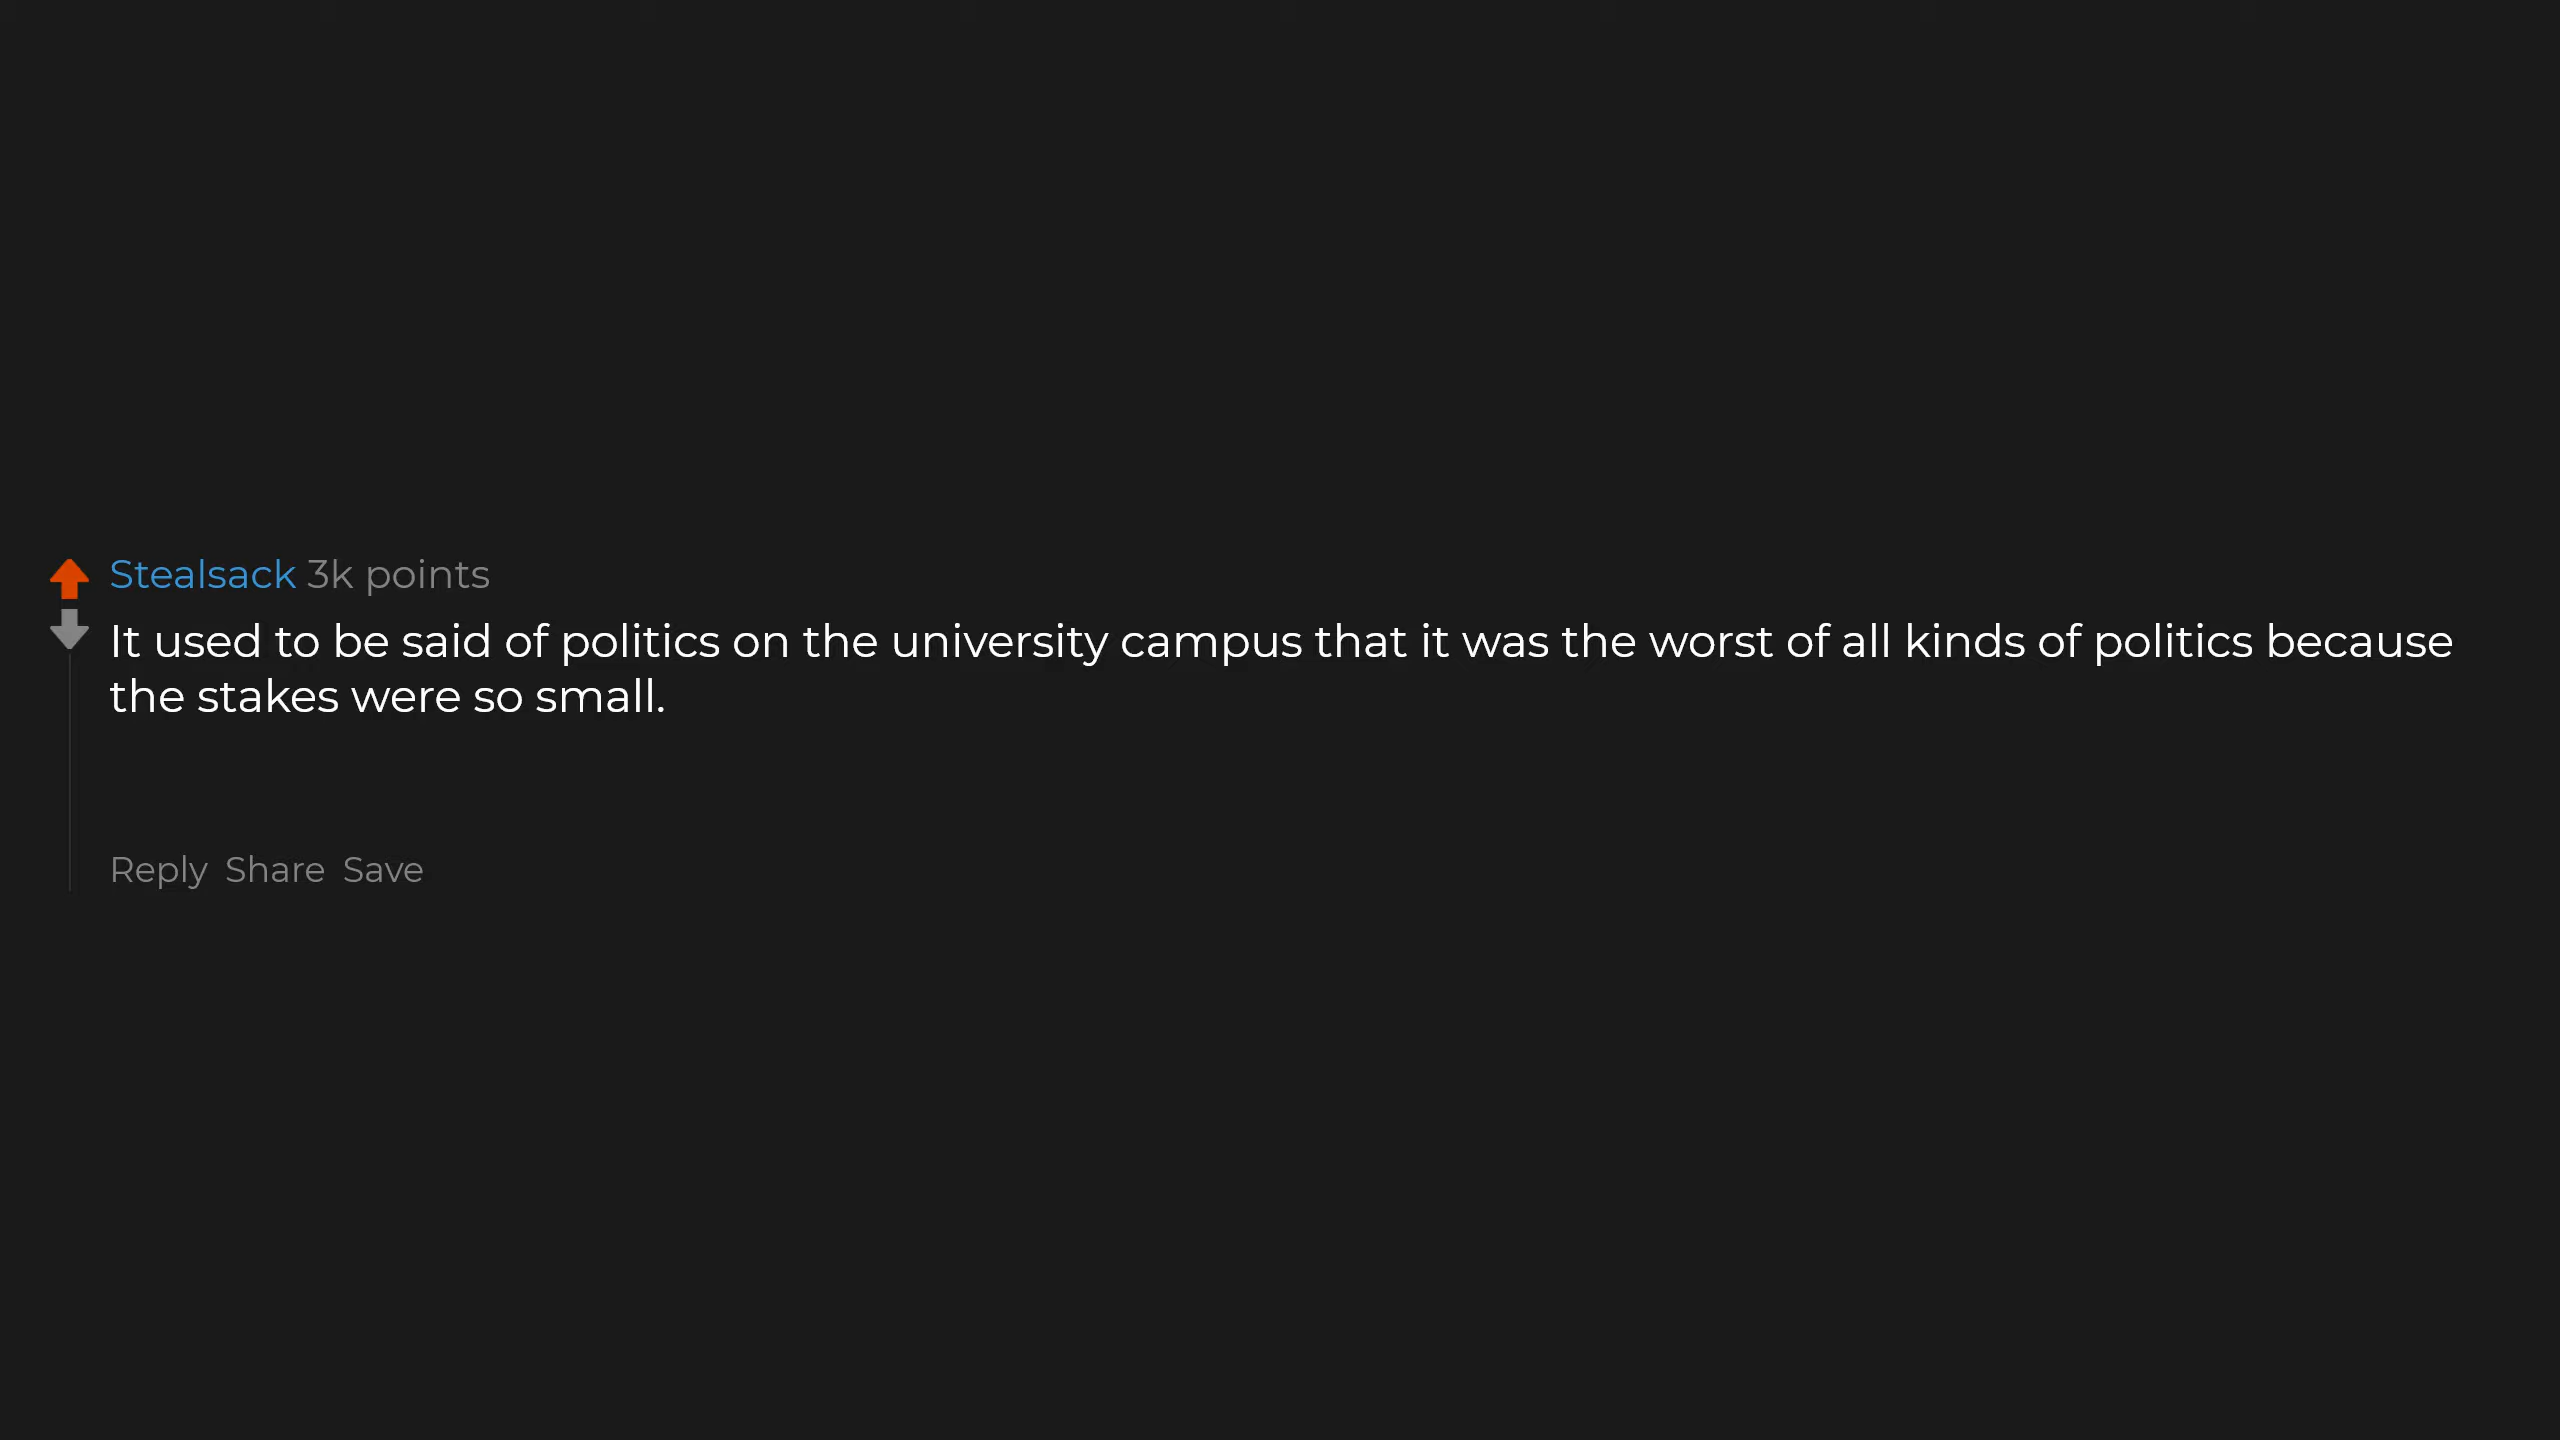 Stealsack 3k points
It used to be said of politics on the university campus that it was the worst of all kinds of politics because
the stakes were so small.
Reply Share Save